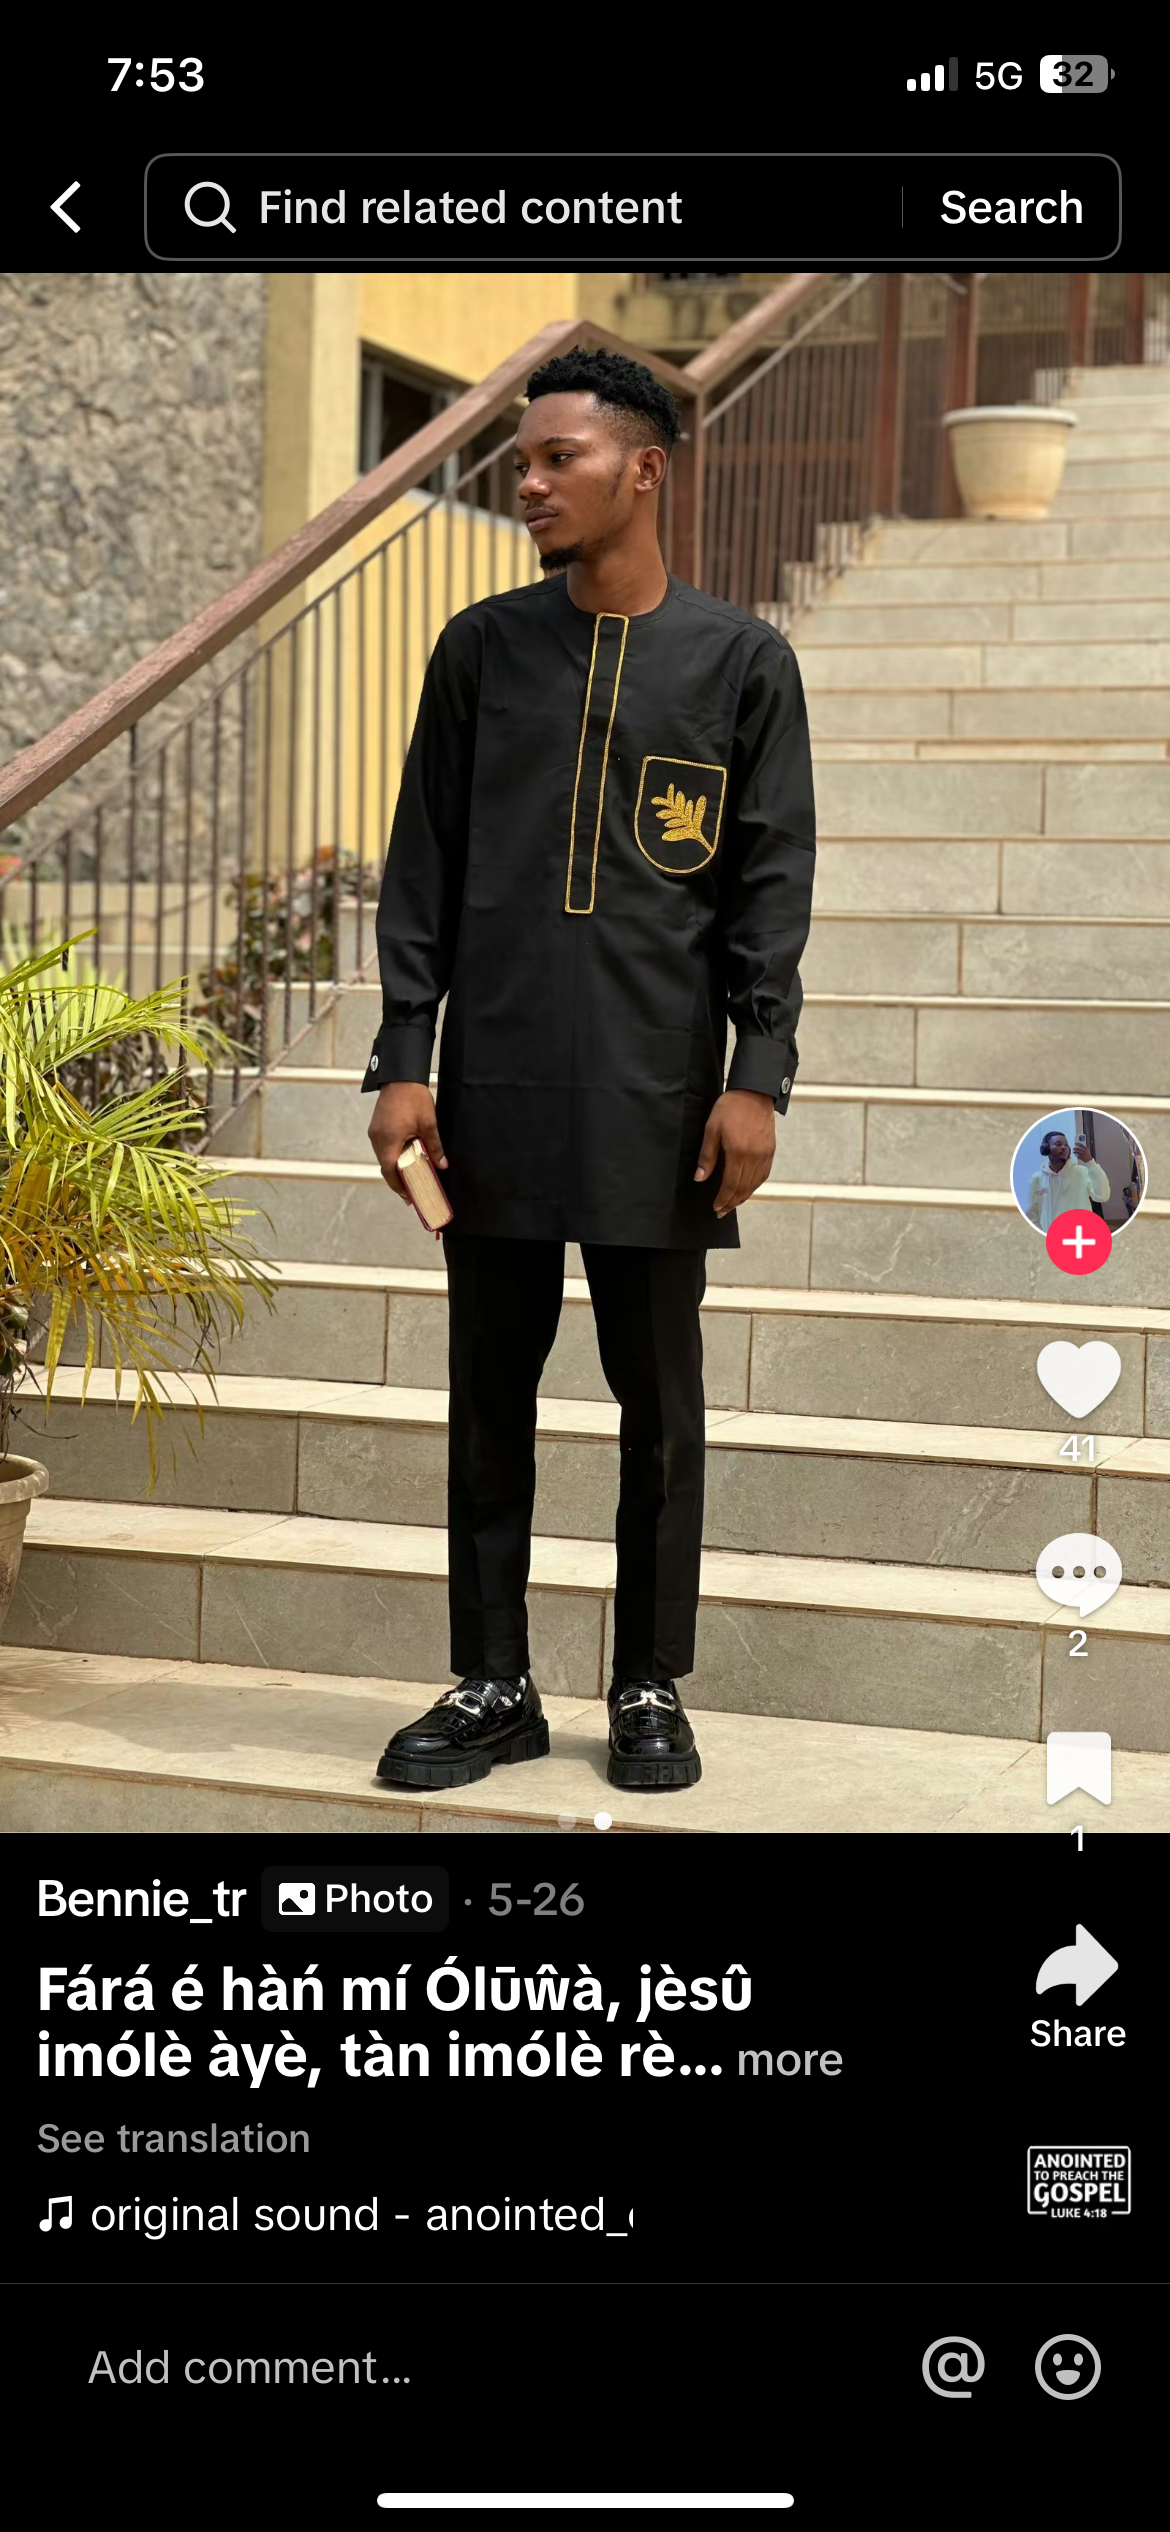 7:53
5G 32
Find related content
Search
41
2
1
Bennie_tr Photo · 5-26
Fárá é hàń mí Ólūŵà, jèsû
imólè àyè, tàn imólè rè... more
Share
See translation
ANOINTED
TO PREACH THE
GOSPEL
LUKE 4:18
original sound - anointed_
Add comment...
@